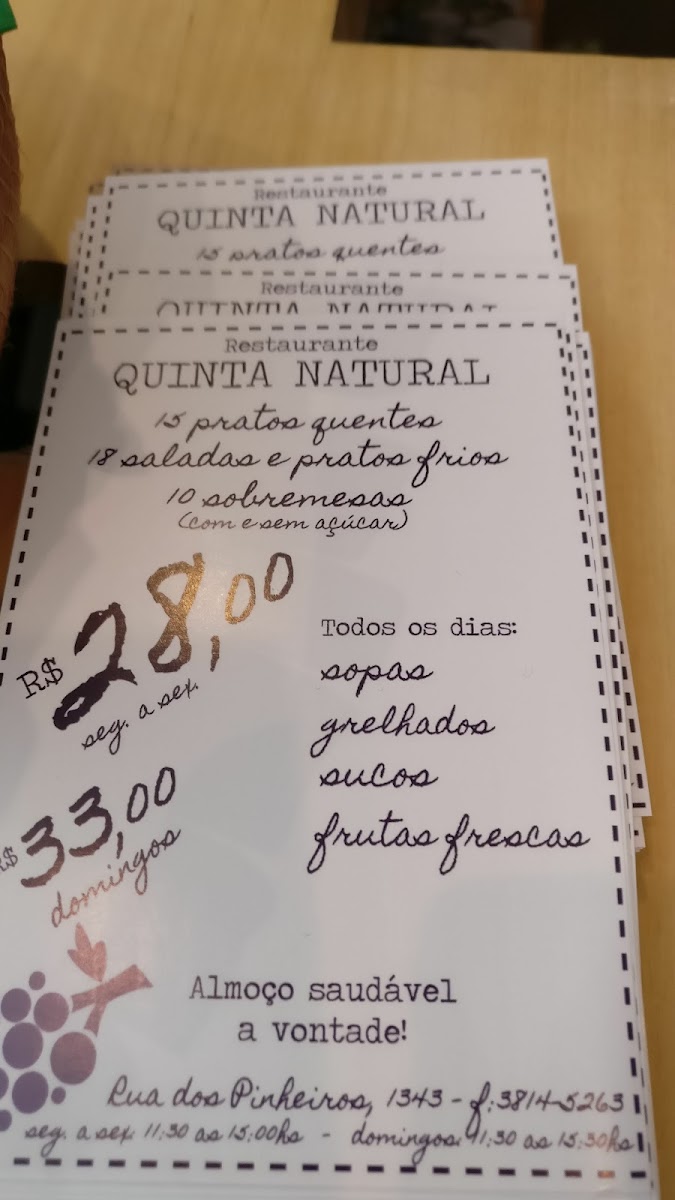 Restaurante
QUINTA NATURAL
15 pratos quentes
Restaurante
QUINTA NATURAL
Restaurante
QUINTA NATURAL
15 pratos quentes
18 saladas e pratos frios
10 sobremesas
(com e sem açúcar)
R$ 28,00
seg. a sex.
R$ 33,00
domingos
Todos os dias:
sopas
grelhados
sucos
frutas frescas
Almoço saudável
a vontade!
Rua dos Pinheiros, 1343 - f: 3814-5263
seg. a sex. 11:30 as 15:00hs - domingos: 11:30 as 15:30hs